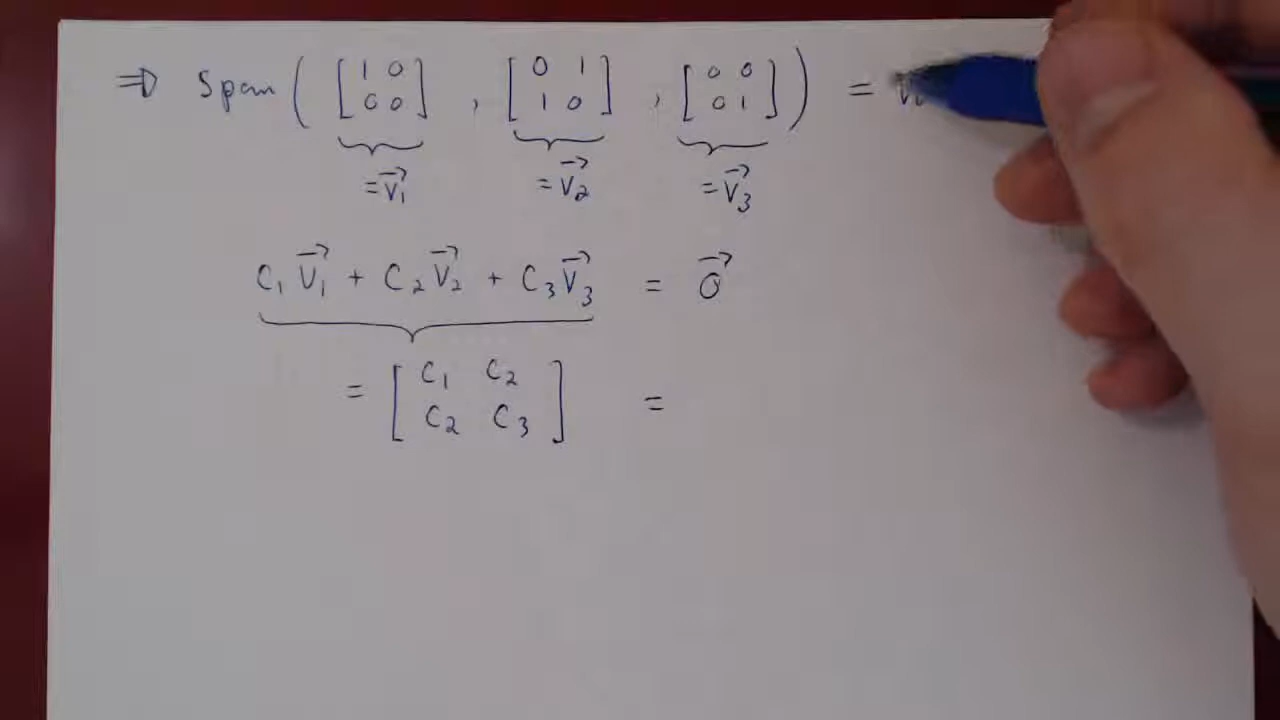 ⇒ Span ( [ 1 0 0 0 ] , [ 0 1 1 0 ] , [ 0 0 0 1 ] ) =
= v⃗1 = v⃗2 = v⃗3
c1 v⃗1 + c2 v⃗2 + c3 v⃗3 = 0⃗
= [ c1 c2 c2 c3 ] =